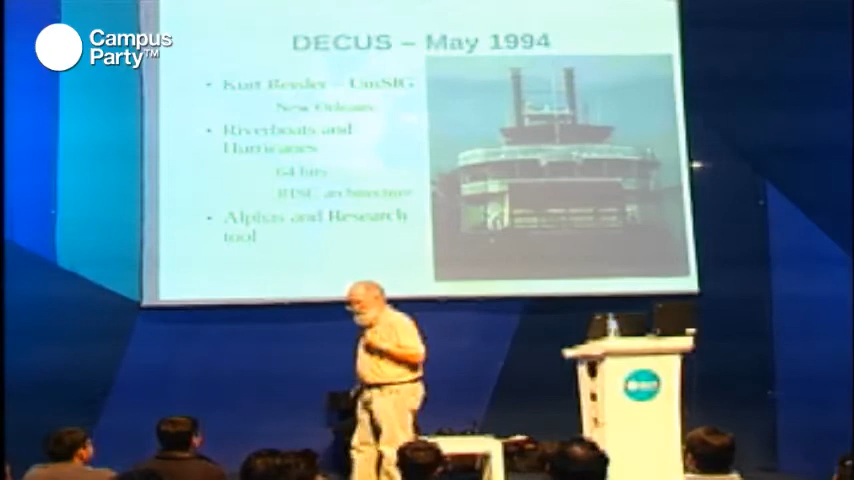 Campus
Party™
DECUS – May 1994
• Kurt Reisler – UniSIG
New Orleans
• Riverboats and
Hurricanes
64 bits
RISC architecture
• Alphas and Research
tool